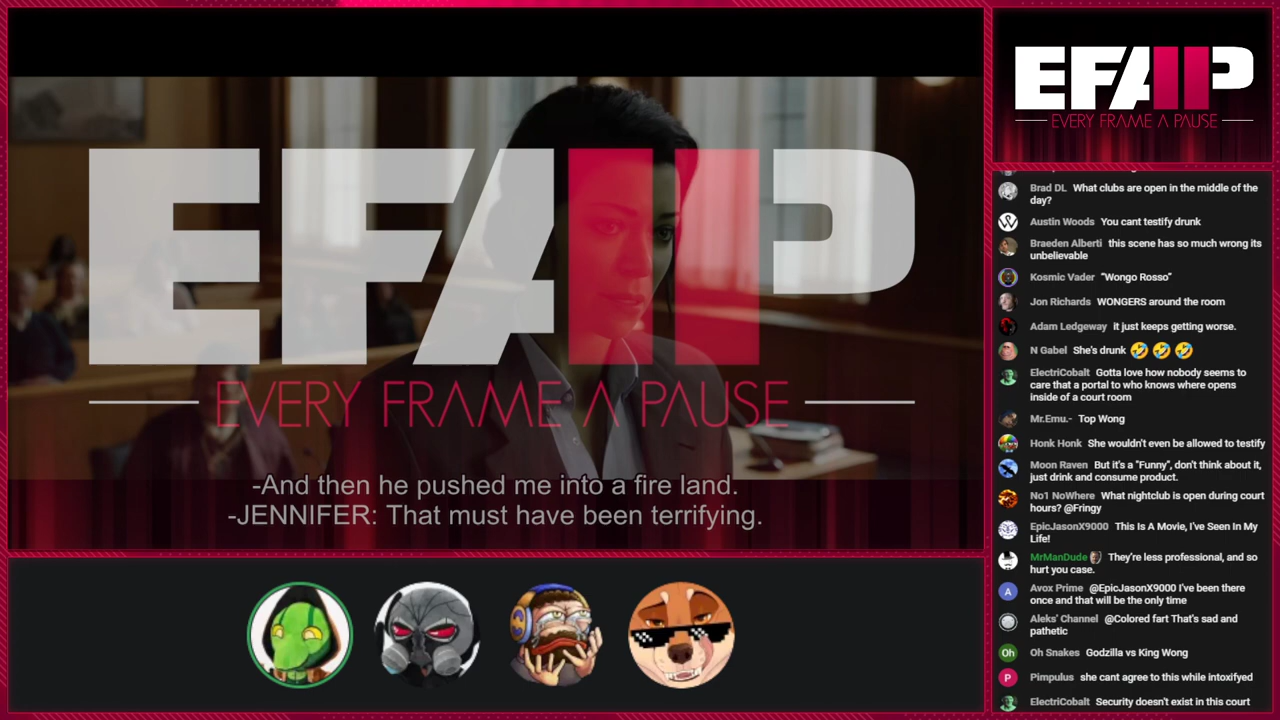 EFAP
EVERY FRAME A PAUSE
-And then he pushed me into a fire land.
-JENNIFER: That must have been terrifying.
EFAP
EVERY FRAME A PAUSE
Brad DL What clubs are open in the middle of the
day?
Austin Woods You cant testify drunk
Braeden Alberti this scene has so much wrong its
unbelievable
Kosmic Vader “Wongo Rosso”
Jon Richards WONGERS around the room
Adam Ledgeway it just keeps getting worse.
N Gabel She's drunk 🤣 🤣 🤣
ElectriCobalt Gotta love how nobody seems to
care that a portal to who knows where opens
inside of a court room
Mr.Emu.- Top Wong
Honk Honk She wouldn't even be allowed to testify
Moon Raven But it's a "Funny", don't think about it,
just drink and consume product.
No1 NoWhere What nightclub is open during court
hours? @Fringy
EpicJasonX9000 This Is A Movie, I've Seen In My
Life!
MrManDude They're less professional, and so
hurt you case.
A
Avox Prime @EpicJasonX9000 I've been there
once and that will be the only time
Aleks' Channel @Colored fart That's sad and
pathetic
Oh
Oh Snakes Godzilla vs King Wong
P
Pimpulus she cant agree to this while intoxifyed
ElectriCobalt Security doesn't exist in this court